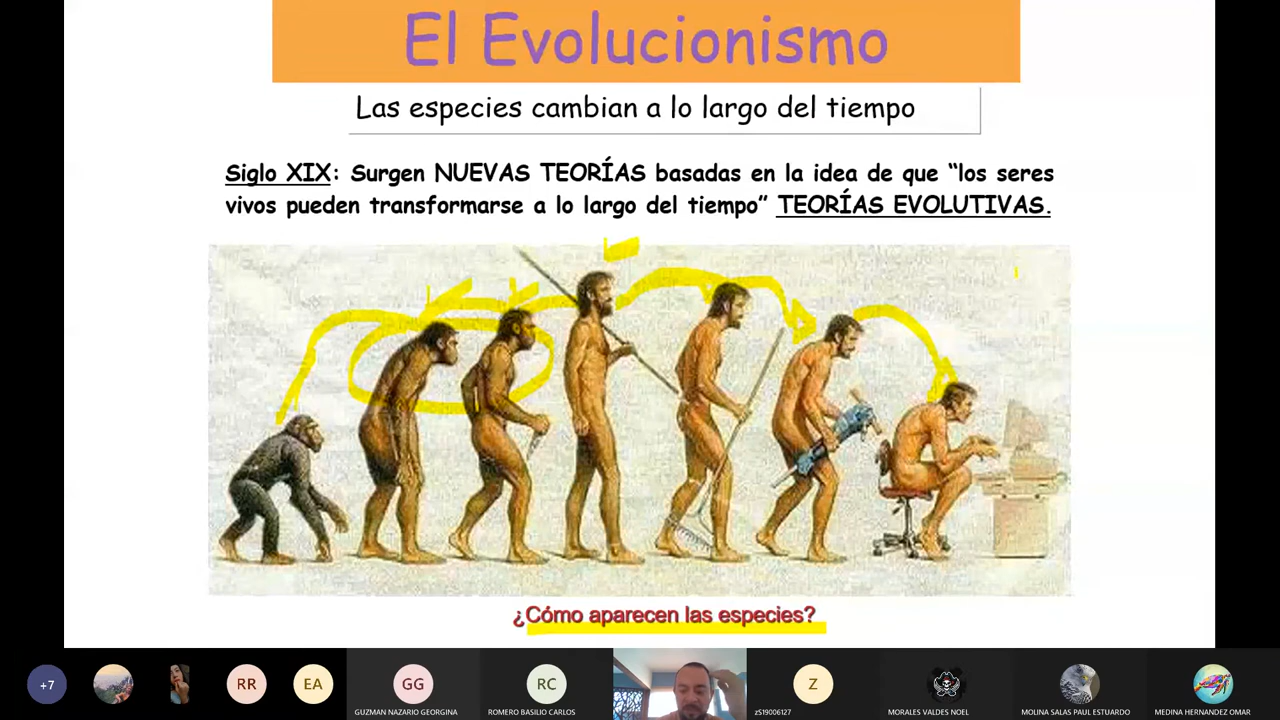 El Evolucionismo
Las especies cambian a lo largo del tiempo
Siglo XIX: Surgen NUEVAS TEORÍAS basadas en la idea de que “los seres
vivos pueden transformarse a lo largo del tiempo” TEORÍAS EVOLUTIVAS.
¿Cómo aparecen las especies?
+7
RR
EA
GG
RC
Z
GUZMAN NAZARIO GEORGINA
ROMERO BASILIO CARLOS
zS19006127
MORALES VALDES NOEL
MOLINA SALAS PAUL ESTUARDO
MEDINA HERNANDEZ OMAR